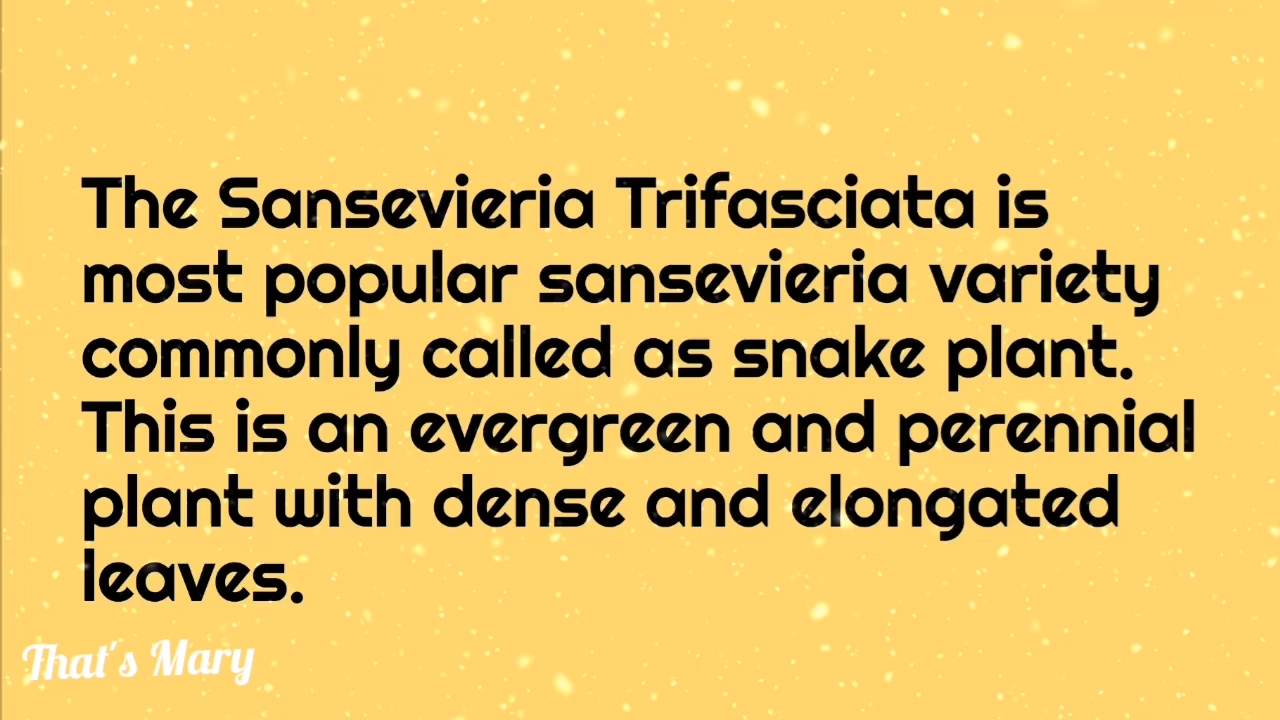 The Sansevieria Trifasciata is
most popular sansevieria variety
commonly called as snake plant.
This is an evergreen and perennial
plant with dense and elongated
leaves.
That's Mary